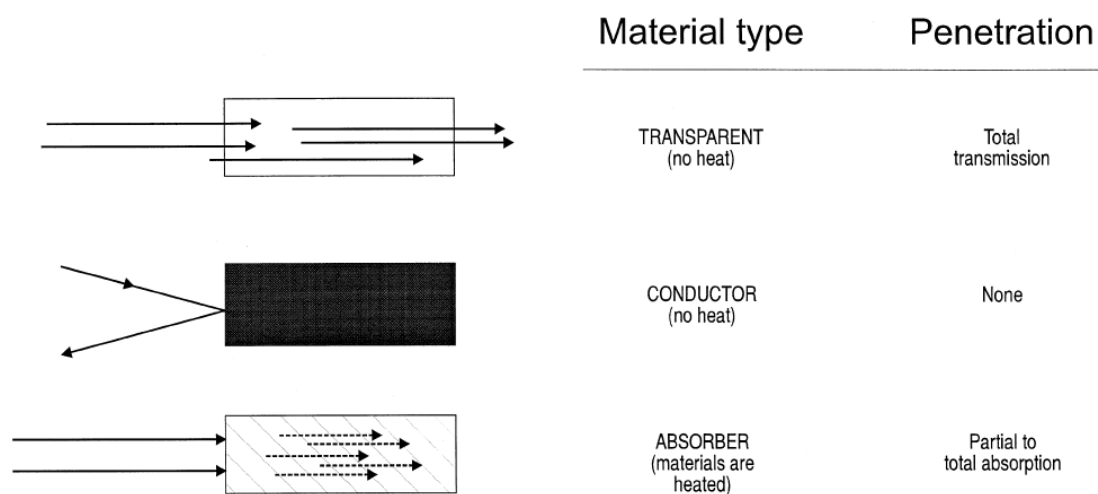 Material type Penetration
TRANSPARENT
(no heat)
Total
transmission
CONDUCTOR
(no heat)
None
ABSORBER
(materials are
heated)
Partial to
total absorption